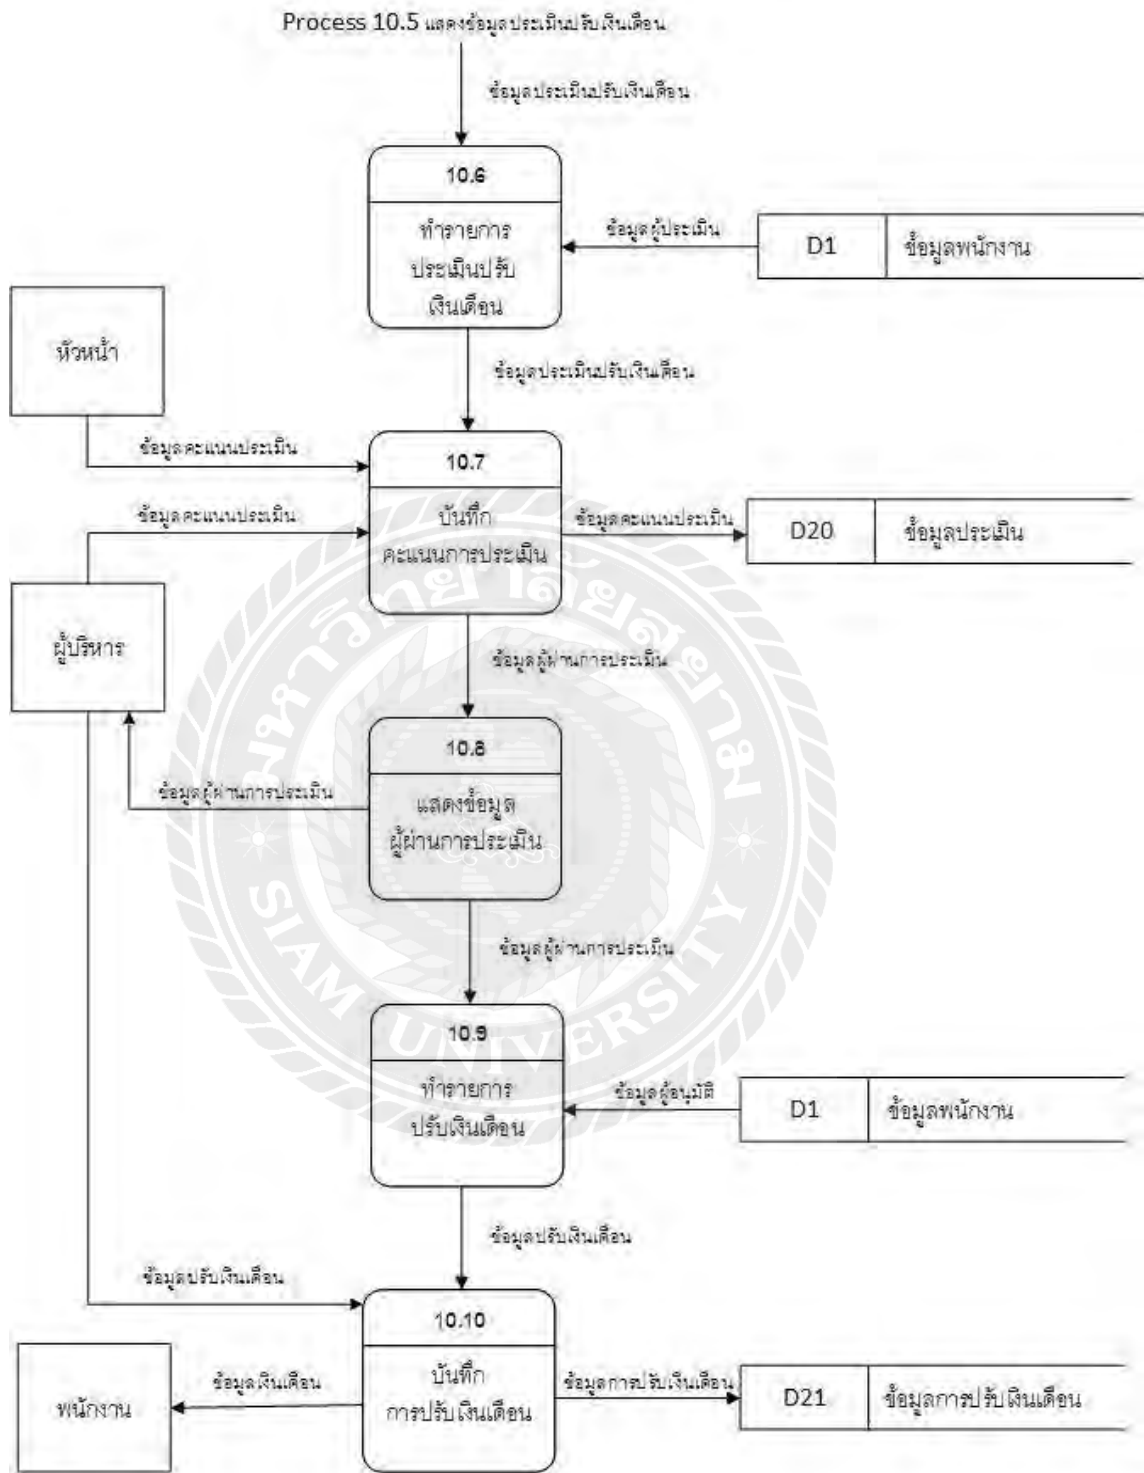 Process 10.5 แสดงข้อมูลประเมินปรับเงินเดือน
ข้อมูลประเมินปรับเงินเดือน
10.6
ทำรายการ
ประเมินปรับ
เงินเดือน
ข้อมูลผู้ประเมิน
D1
ข้อมูลพนักงาน
หัวหน้า
ข้อมูลประเมินปรับเงินเดือน
ข้อมูลคะแนนประเมิน
10.7
บันทึก
คะแนนการประเมิน
ข้อมูลคะแนนประเมิน
ข้อมูลคะแนนประเมิน
D20
ข้อมูลประเมิน
ผู้บริหาร
ข้อมูลผู้ผ่านการประเมิน
10.8
แสดงข้อมูล
ผู้ผ่านการประเมิน
ข้อมูลผู้ผ่านการประเมิน
ข้อมูลผู้ผ่านการประเมิน
10.9
ทำรายการ
ปรับเงินเดือน
ข้อมูลผู้อนุมัติ
D1
ข้อมูลพนักงาน
ข้อมูลปรับเงินเดือน
ข้อมูลปรับเงินเดือน
10.10
บันทึก
การปรับเงินเดือน
ข้อมูลเงินเดือน
พนักงาน
ข้อมูลการปรับเงินเดือน
D21
ข้อมูลการปรับเงินเดือน
มหาวิทยาลัยสยาม
SIAM UNIVERSITY